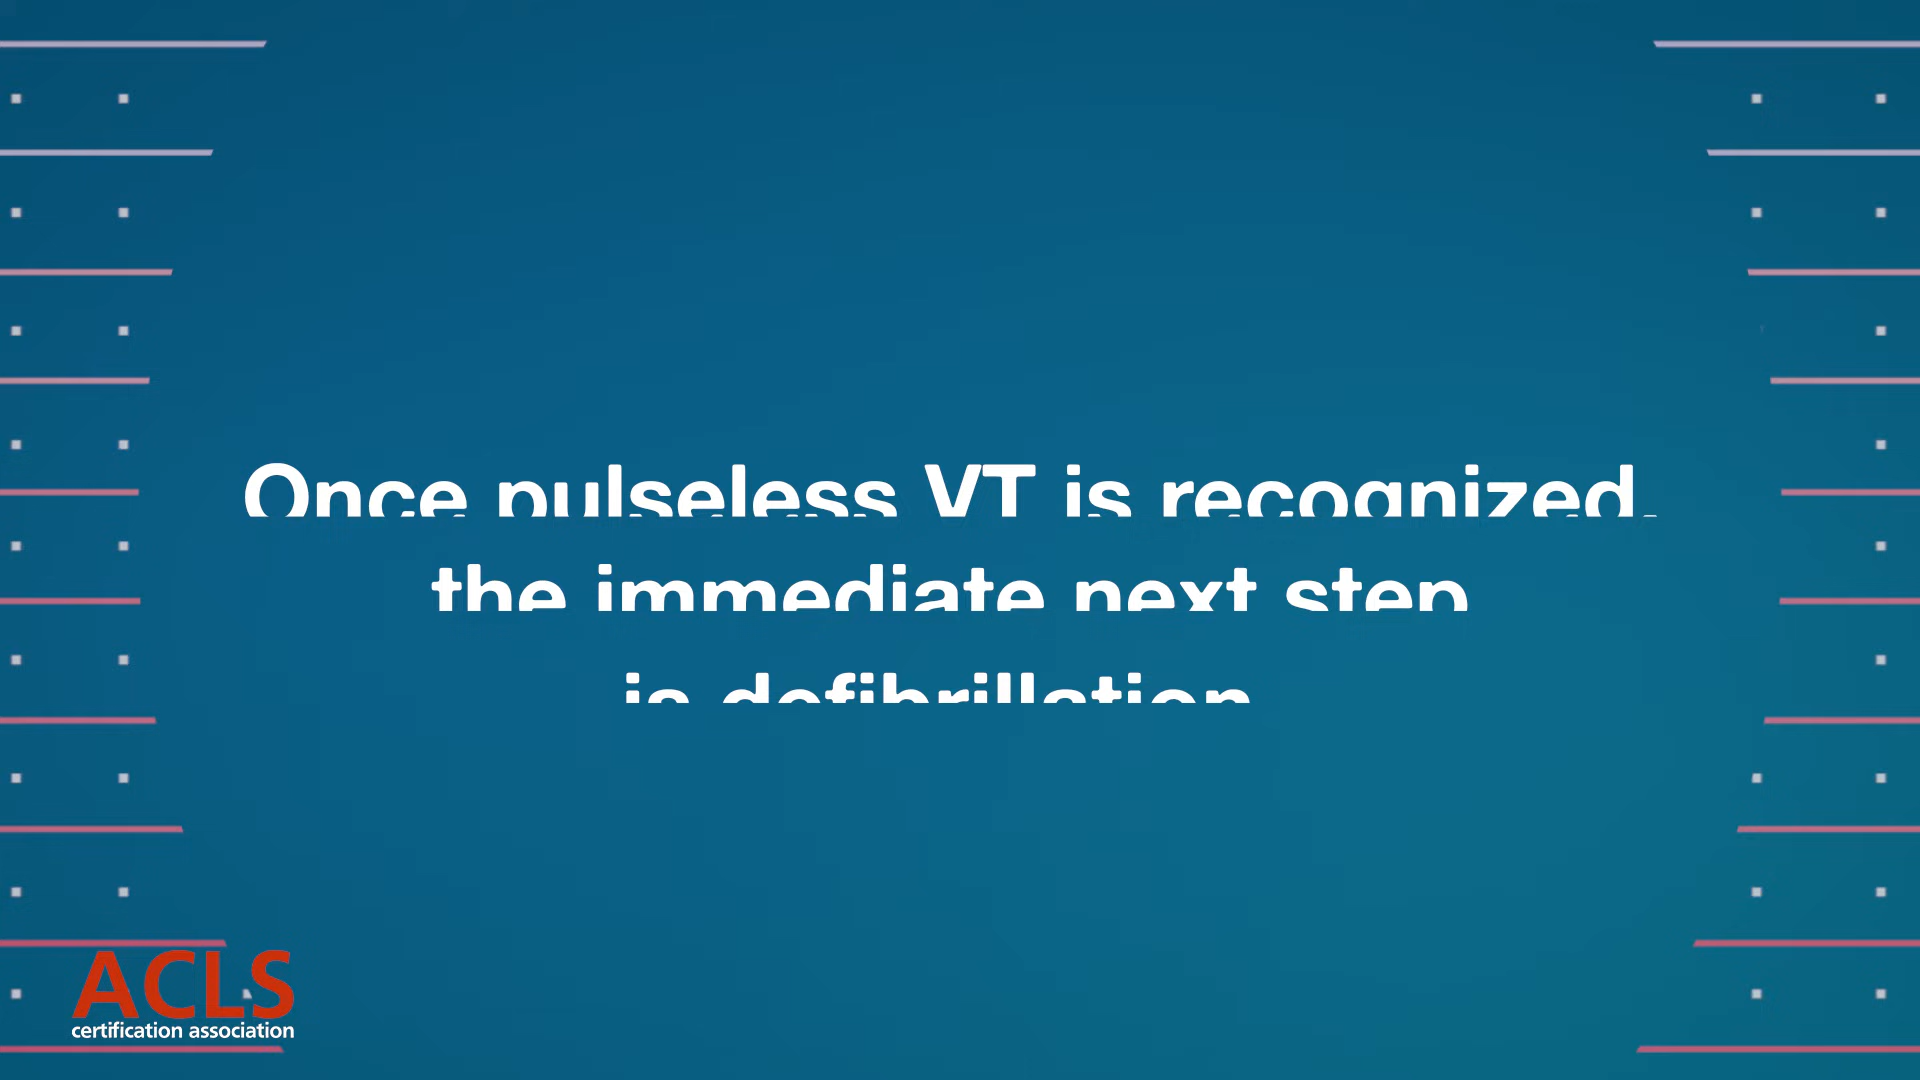 Once pulseless VT is recognized,
the immediate next step
is defibrillation
ACLS
certification association